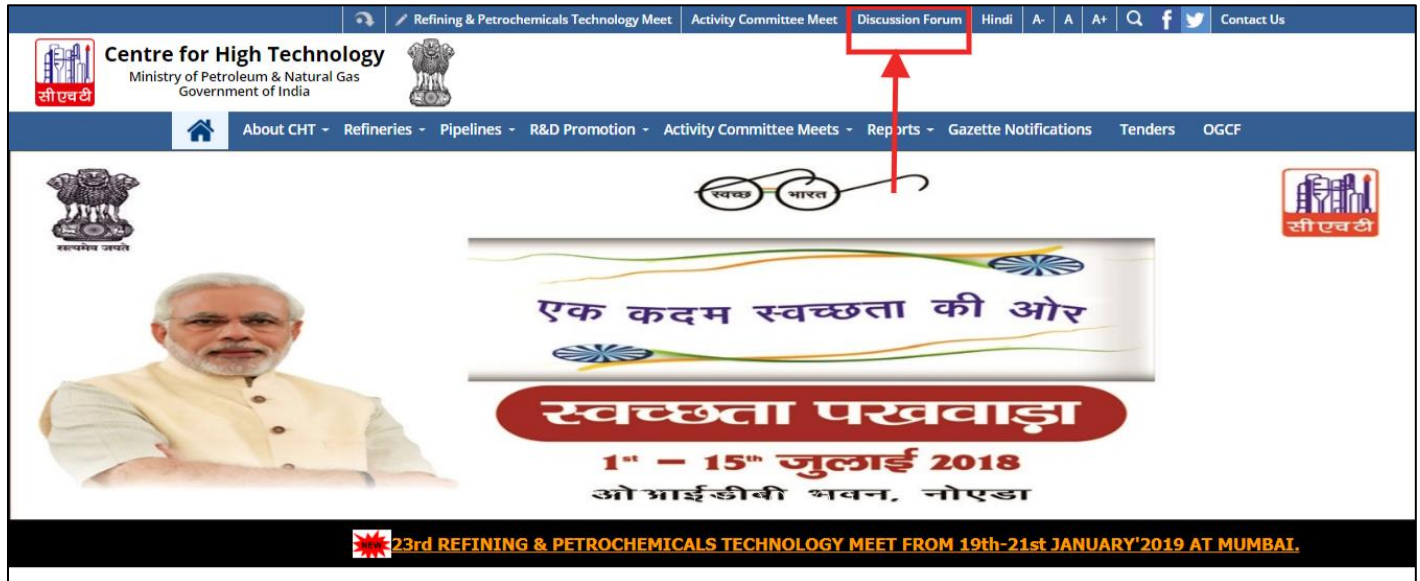 Refining & Petrochemicals Technology Meet Activity Committee Meet Discussion Forum Hindi A- A A+ f Contact Us
सी एच टी
Centre for High Technology
Ministry of Petroleum & Natural Gas
Government of India
About CHT Refineries Pipelines R&D Promotion Activity Committee Meets Reports Gazette Notifications Tenders OGCF
सत्यमेव जयते
स्वच्छ भारत
सी एच टी
एक कदम स्वच्छता की ओर
स्वच्छता पखवाड़ा
1st – 15th जुलाई 2018
ओआईडीबी भवन, नोएडा
NEW 23rd REFINING & PETROCHEMICALS TECHNOLOGY MEET FROM 19th-21st JANUARY'2019 AT MUMBAI.